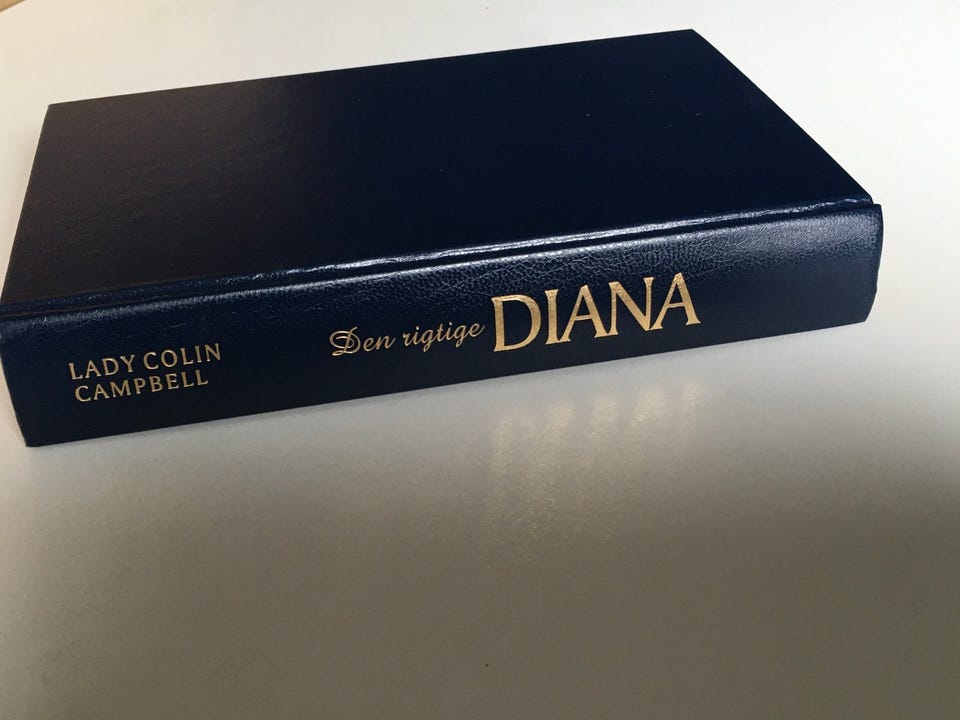 LADY COLIN
CAMPBELL
Den rigtige DIANA